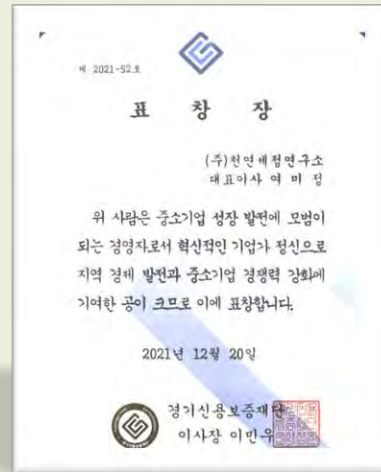 제 2021-52호
표 창 장
(주)천연세점연구소
대표이사 여미정
위 사람은 중소기업 성장 발전에 모범이
되는 경영자로서 혁신적인 기업가 정신으로
지역 경제 발전과 중소기업 경쟁력 강화에
기여한 공이 크므로 이에 표창합니다.
2021년 12월 20일
경기신용보증재단
이사장 이민우